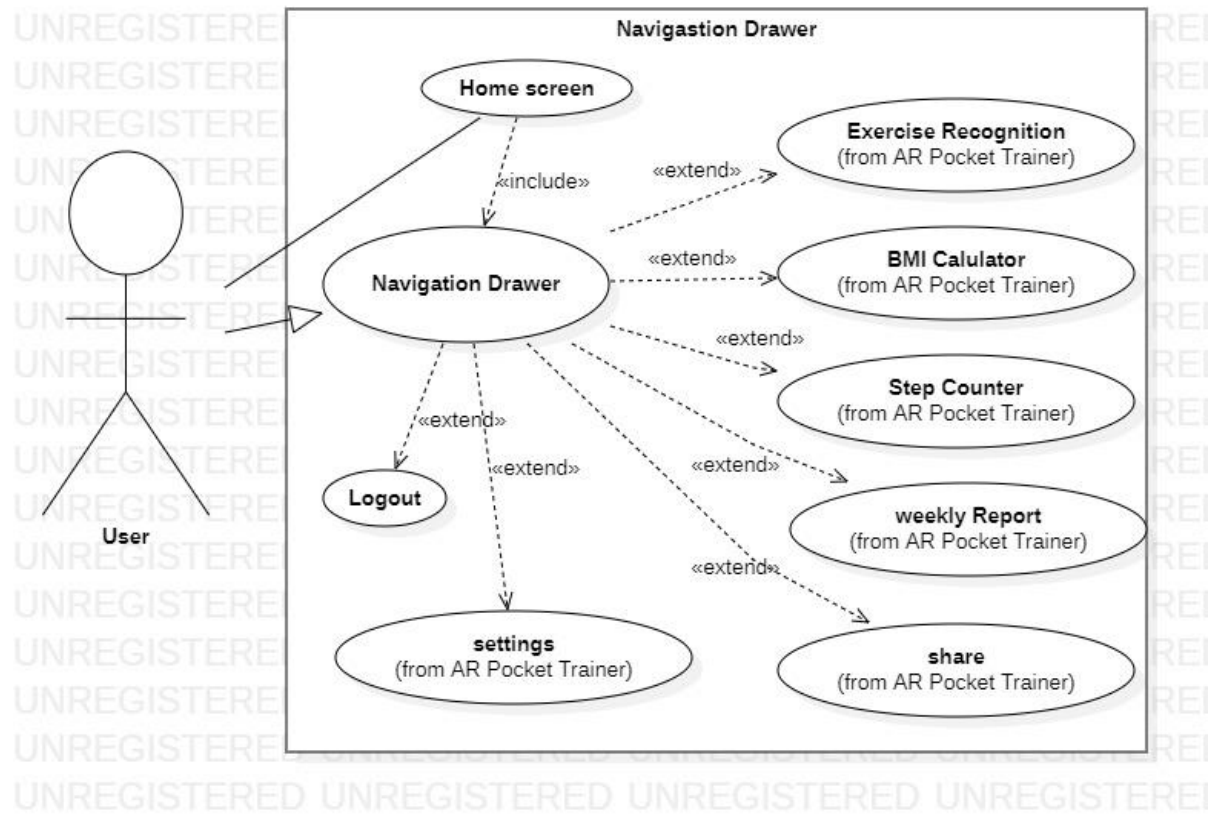 Navigastion Drawer
Home screen
Exercise Recognition
(from AR Pocket Trainer)
«include»
«extend»
Navigation Drawer
«extend»
BMI Calulator
(from AR Pocket Trainer)
«extend»
Step Counter
(from AR Pocket Trainer)
«extend»
«extend»
«extend»
Logout
weekly Report
(from AR Pocket Trainer)
User
«extend»
settings
(from AR Pocket Trainer)
share
(from AR Pocket Trainer)
UNREGISTERED UNREGISTERED UNREGISTERED UNREGISTERED